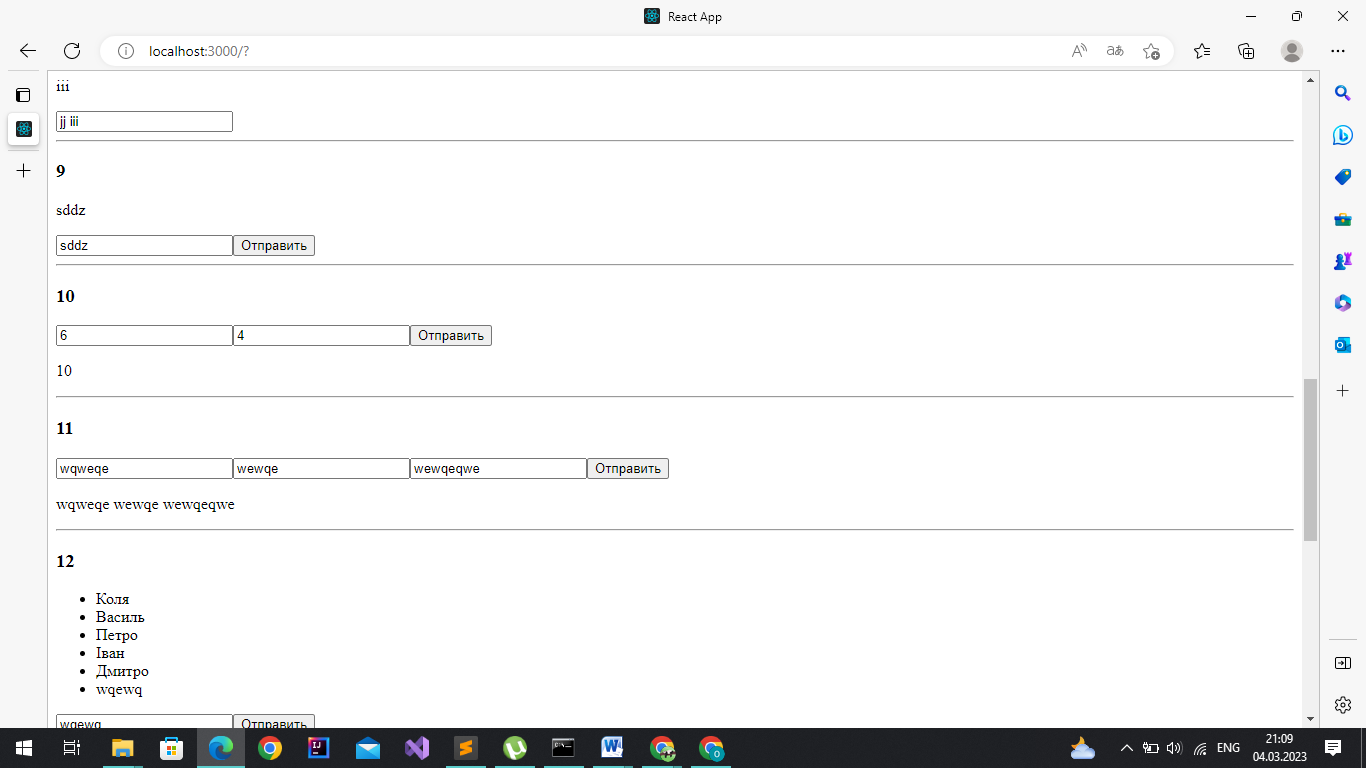 React App
localhost:3000/?
iii
jj iii
9
sddz
sddz Отправить
10
6 4 Отправить
10
11
wqweqe wewqe wewqeqwe Отправить
wqweqe wewqe wewqeqwe
12
Коля
Василь
Петро
Іван
Дмитро
wqewq
wqewq Отправить
ENG
21:09
04.03.2023